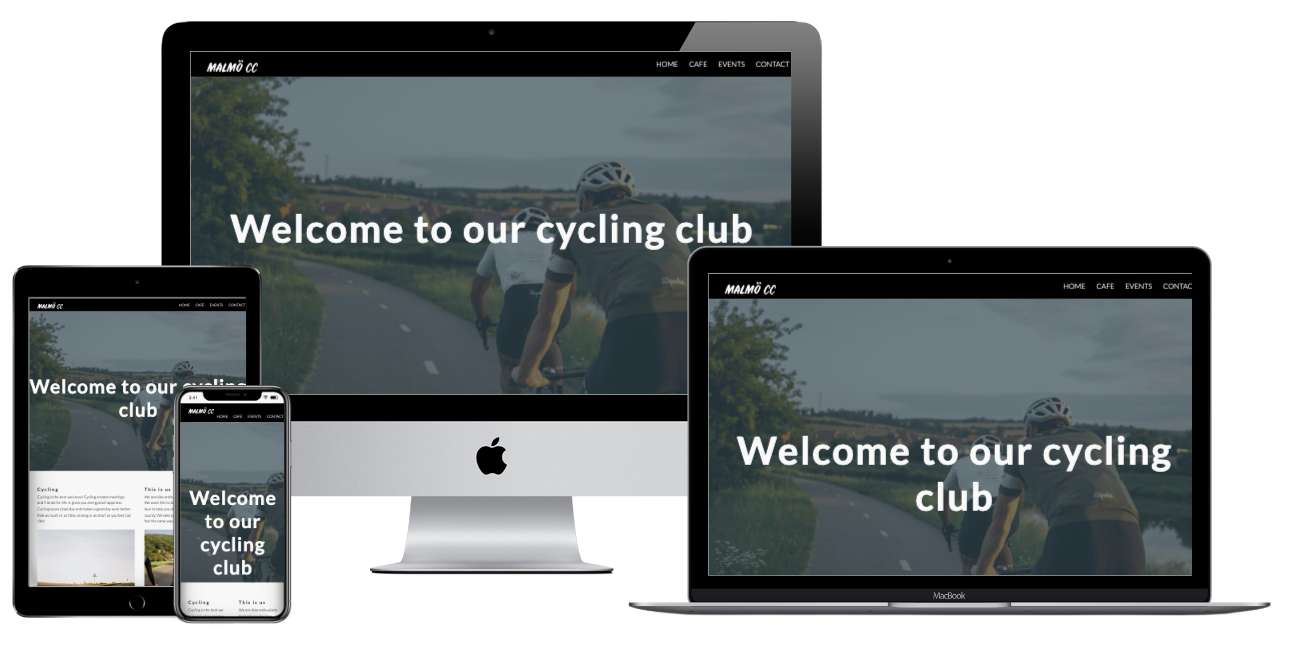 MALMÖ CC
HOME CAFE EVENTS CONTACT
Welcome to our cycling club
MALMÖ CC
HOME CAFE EVENTS CONTACT
Welcome to our cycling
club
Cycling
This is us
MALMÖ CC
HOME CAFE EVENTS CONTACT
Welcome
to our
cycling
club
Cycling
This is us
MALMÖ CC
HOME CAFE EVENTS CONTAC
Welcome to our cycling
club
MacBook